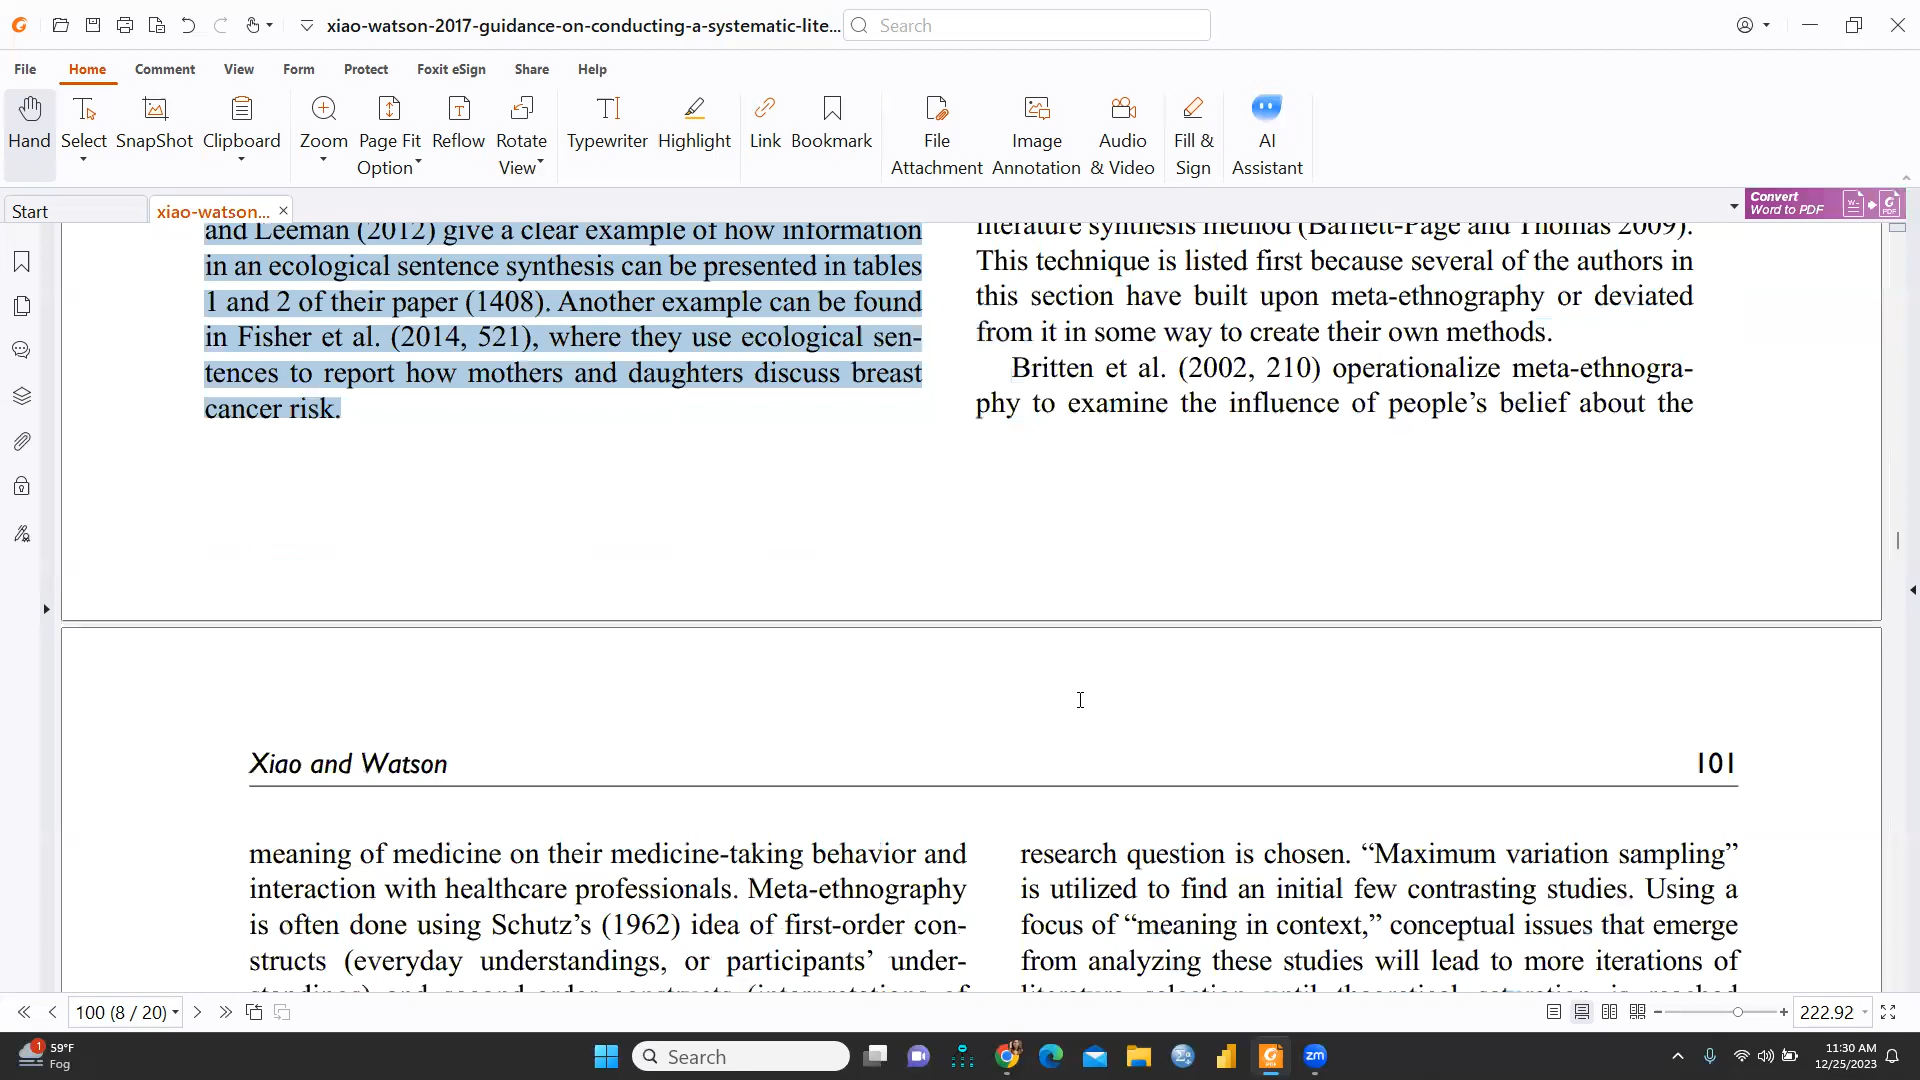 xiao-watson-2017-guidance-on-conducting-a-systematic-lite...
Search
File
Home
Comment
View
Form
Protect
Foxit eSign
Share
Help
Hand
Select
SnapShot
Clipboard
Zoom
Page Fit
Option
Reflow
Rotate
View
Typewriter
Highlight
Link
Bookmark
File
Attachment
Image
Annotation
Audio
& Video
Fill &
Sign
AI
Assistant
Start
xiao-watson...
Convert
Word to PDF
and Leeman (2012) give a clear example of how information
in an ecological sentence synthesis can be presented in tables
1 and 2 of their paper (1408). Another example can be found
in Fisher et al. (2014, 521), where they use ecological sen-
tences to report how mothers and daughters discuss breast
cancer risk.
literature synthesis method (Barnett-Page and Thomas 2009).
This technique is listed first because several of the authors in
this section have built upon meta-ethnography or deviated
from it in some way to create their own methods.
Britten et al. (2002, 210) operationalize meta-ethnogra-
phy to examine the influence of people’s belief about the
Xiao and Watson
101
meaning of medicine on their medicine-taking behavior and
interaction with healthcare professionals. Meta-ethnography
is often done using Schutz’s (1962) idea of first-order con-
structs (everyday understandings, or participants’ under-
research question is chosen. “Maximum variation sampling”
is utilized to find an initial few contrasting studies. Using a
focus of “meaning in context,” conceptual issues that emerge
from analyzing these studies will lead to more iterations of
100 (8 / 20)
222.92
1
59°F
Fog
Search
zm
11:30 AM
12/25/2023